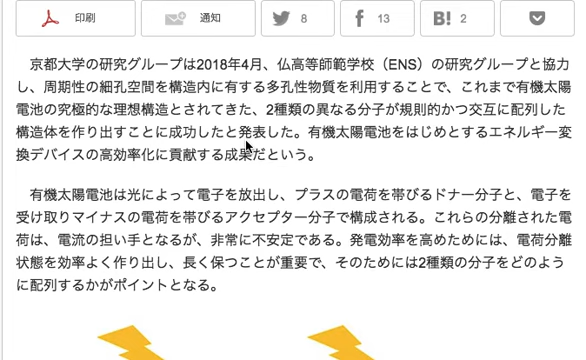 印刷 通知 8 13 B! 2
京都大学の研究グループは2018年4月、仏高等師範学校（ENS）の研究グループと協力
し、周期性の細孔空間を構造内に有する多孔性物質を利用することで、これまで有機太陽
電池の究極的な理想構造とされてきた、2種類の異なる分子が規則的かつ交互に配列した
構造体を作り出すことに成功したと発表した。有機太陽電池をはじめとするエネルギー変
換デバイスの高効率化に貢献する成果だという。
有機太陽電池は光によって電子を放出し、プラスの電荷を帯びるドナー分子と、電子を
受け取りマイナスの電荷を帯びるアクセプター分子で構成される。これらの分離された電
荷は、電流の担い手となるが、非常に不安定である。発電効率を高めためには、電荷分離
状態を効率よく作り出し、長く保つことが重要で、そのためには2種類の分子をどのよう
に配列するかがポイントとなる。